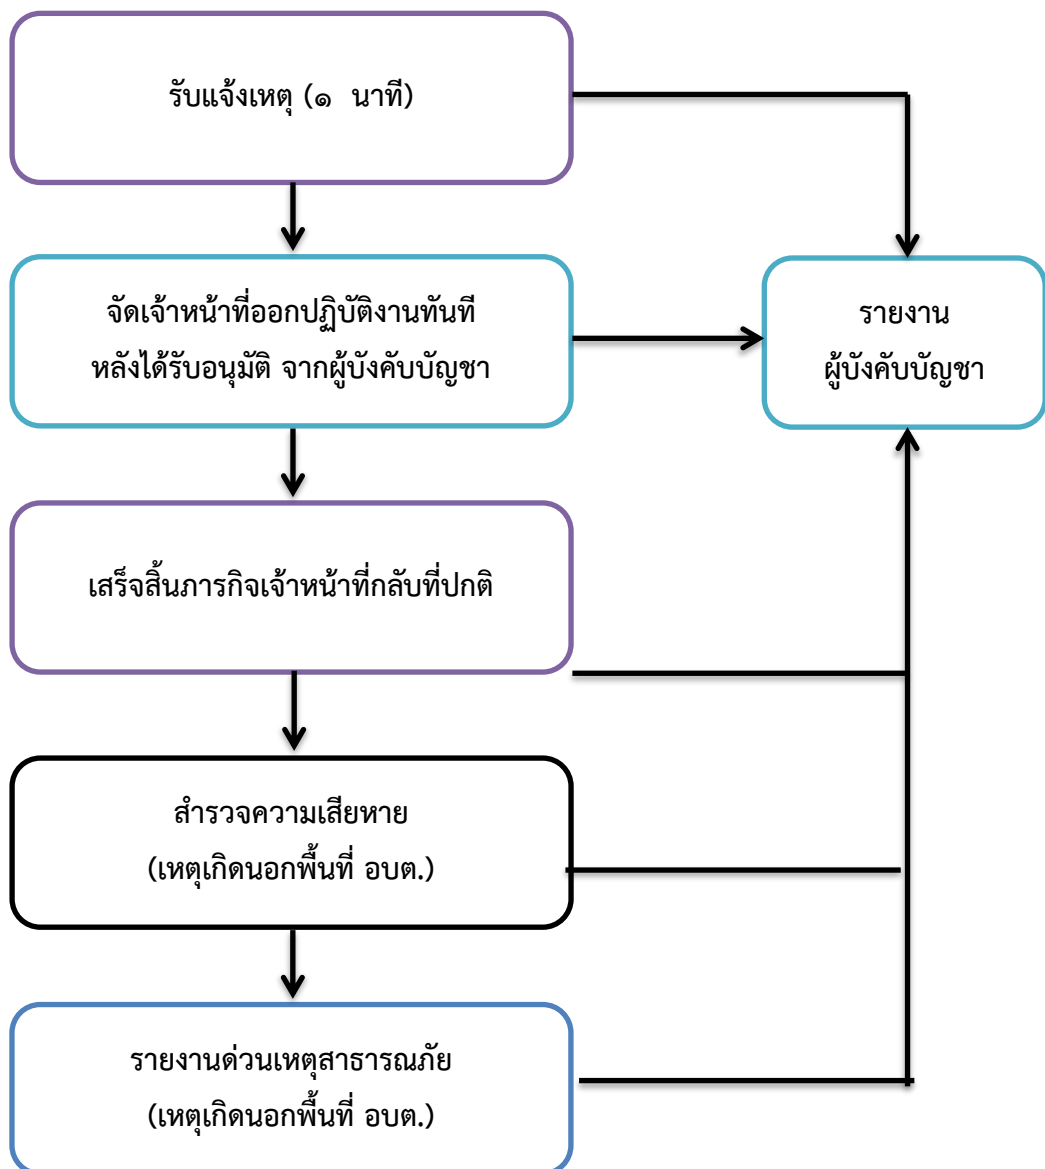 รับแจ้งเหตุ (๑ นาที)
จัดเจ้าหน้าที่ออกปฏิบัติงานทันที
หลังได้รับอนุมัติ จากผู้บังคับบัญชา
รายงาน
ผู้บังคับบัญชา
เสร็จสิ้นภารกิจเจ้าหน้าที่กลับที่ปกติ
สำรวจความเสียหาย
(เหตุเกิดนอกพื้นที่ อบต.)
รายงานด่วนเหตุสาธารณภัย
(เหตุเกิดนอกพื้นที่ อบต.)